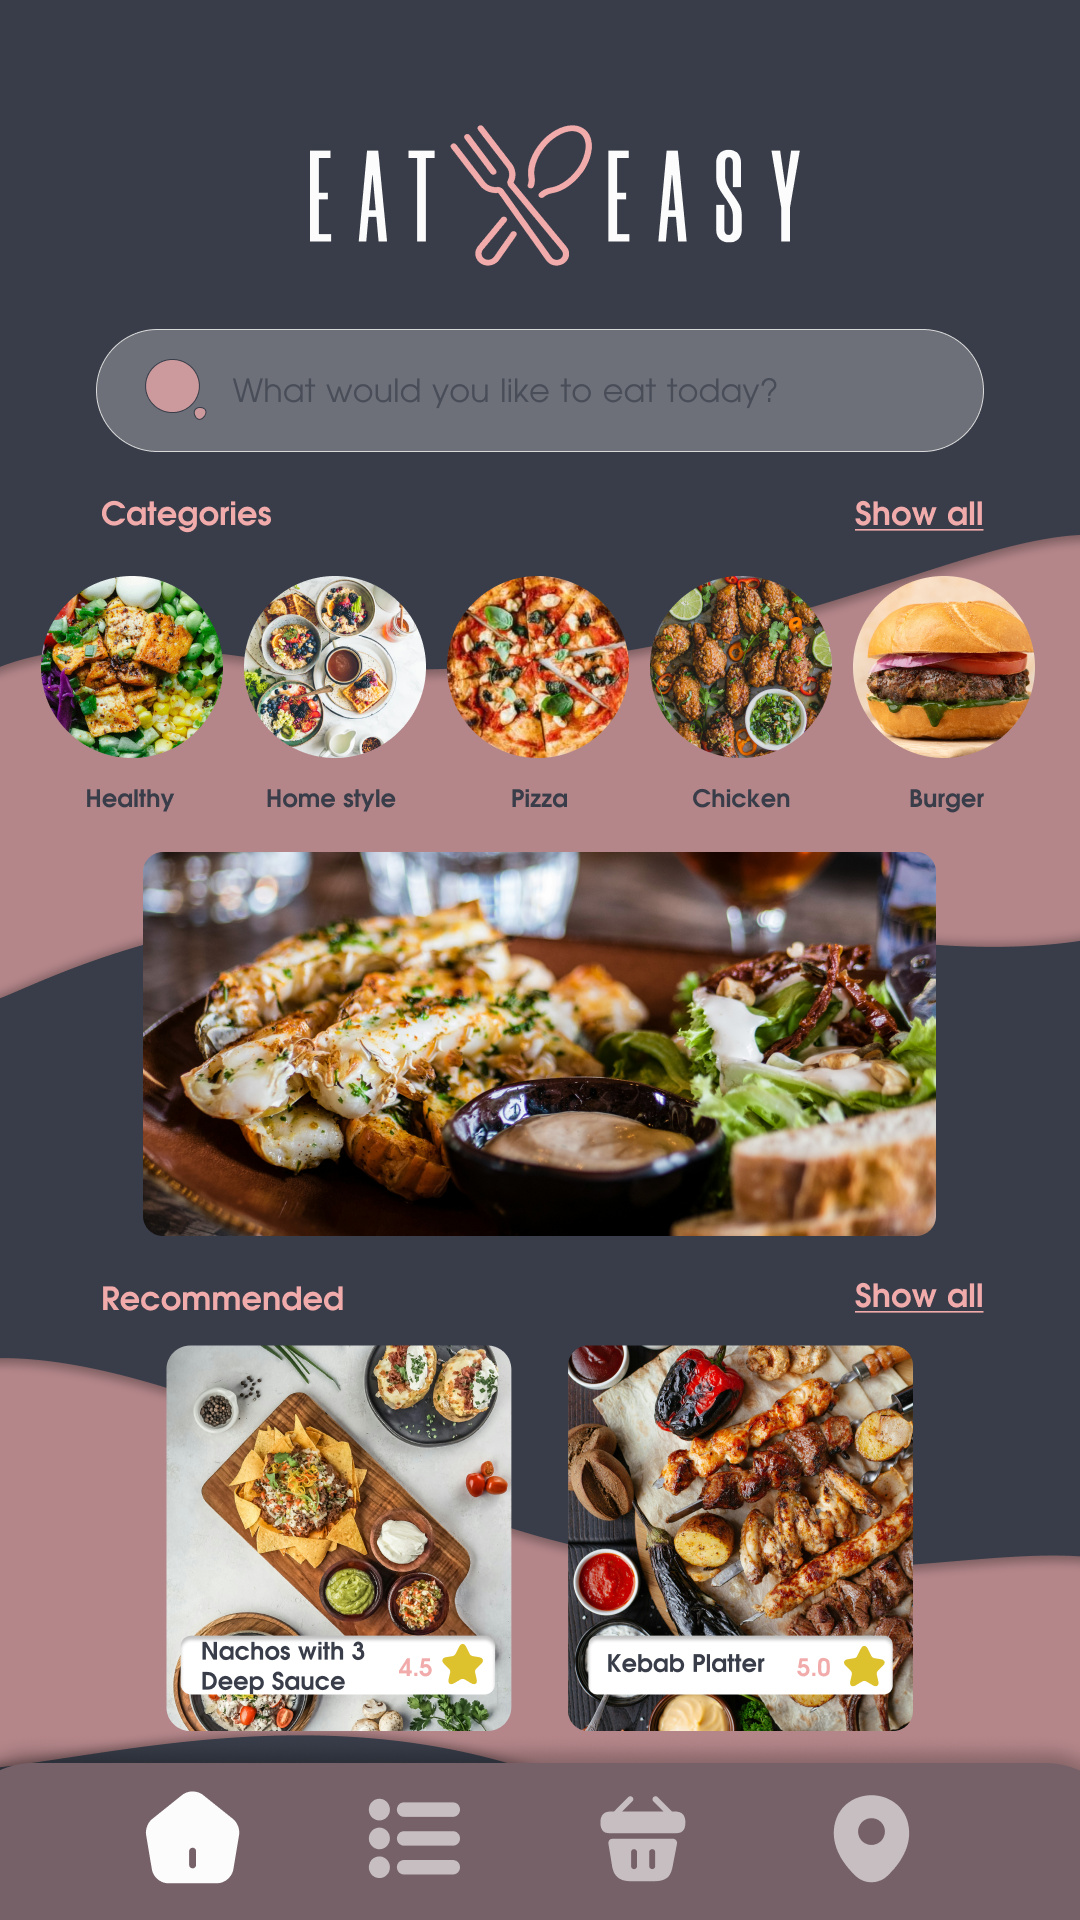 EAT EASY
What would you like to eat today?
Categories Show all
Healthy Home style Pizza Chicken Burger
Recommended Show all
Nachos with 3
Deep Sauce 4.5
Kebab Platter 5.0